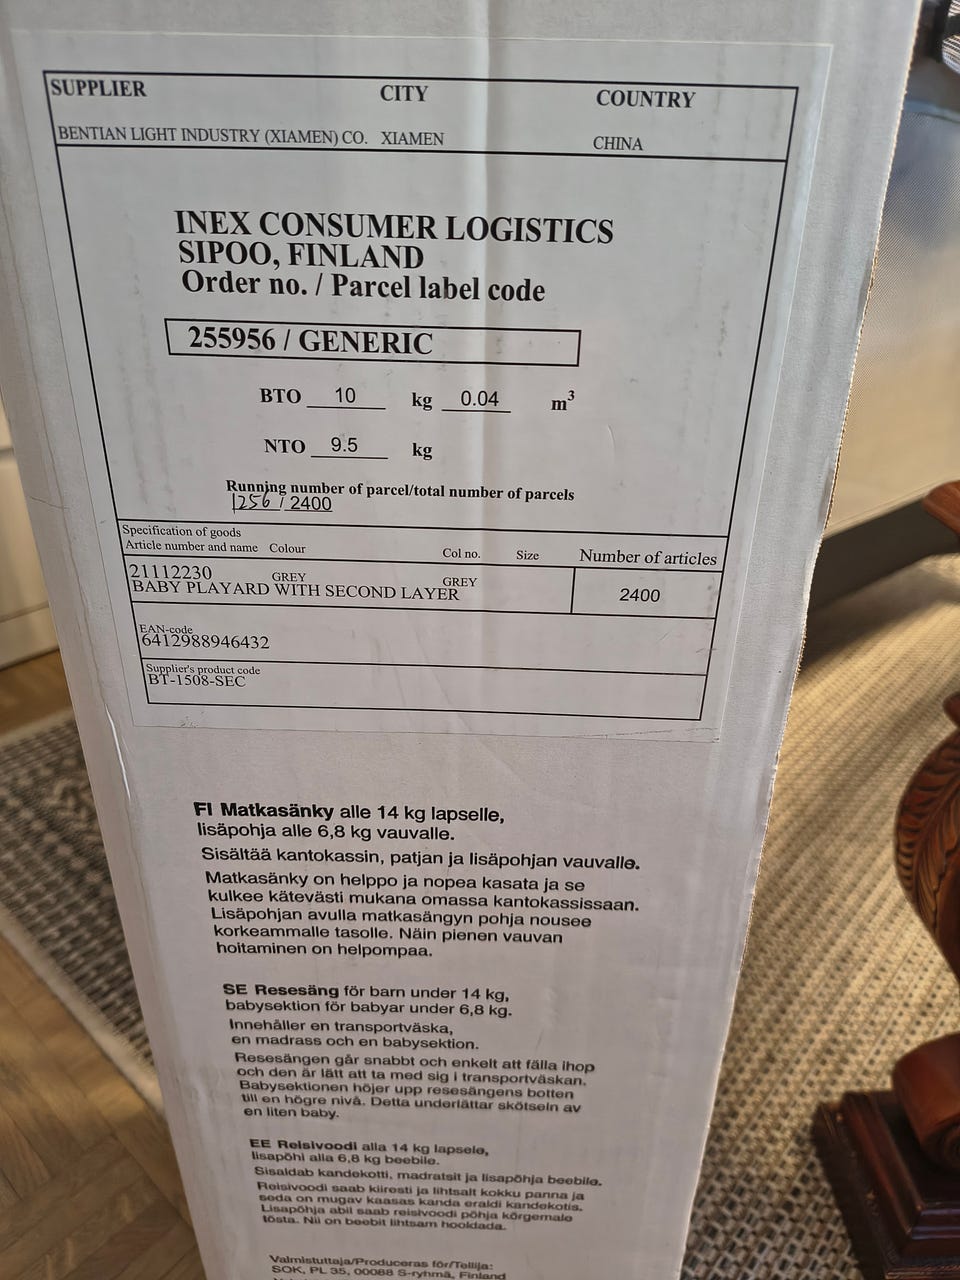 SUPPLIER CITY COUNTRY
BENTIAN LIGHT INDUSTRY (XIAMEN) CO. XIAMEN CHINA
INEX CONSUMER LOGISTICS
SIPOO, FINLAND
Order no. / Parcel label code
255956 / GENERIC
BTO 10 kg 0.04 m³
NTO 9.5 kg
Running number of parcel/total number of parcels
1256 / 2400
Specification of goods
Article number and name Colour Col no. Size Number of articles
21112230 GREY GREY
BABY PLAYARD WITH SECOND LAYER 2400
EAN-code
6412988946432
Supplier's product code
BT-1508-SEC
FI Matkasänky alle 14 kg lapselle,
lisäpohja alle 6,8 kg vauvalle.
Sisältää kantokassin, patjan ja lisäpohjan vauvalle.
Matkasänky on helppo ja nopea kasata ja se
kulkee kätevästi mukana omassa kantokassissaan.
Lisäpohjan avulla matkasängyn pohja nousee
korkeammalle tasolle. Näin pienen vauvan
hoitaminen on helpompaa.
SE Resesäng för barn under 14 kg,
babysektion för babyar under 6,8 kg.
Innehåller en transportväska,
en madrass och en babysektion.
Resesängen går snabbt och enkelt att fälla ihop
och den är lätt att ta med sig i transportväskan.
Babysektionen höjer upp resesängens botten
till en högre nivå. Detta underlättar skötseln av
en liten baby.
EE Reisivoodi alla 14 kg lapsele,
lisapõhi alla 6,8 kg beebile.
Sisaldab kandekotti, madratsit ja lisapõhja beebile.
Reisivoodi saab kiiresti ja lihtsalt kokku panna ja
seda on mugav kaasas kanda eraldi kandekotis.
Lisapõhja abil saab reisivoodi põhja kõrgemale
tõsta. Nii on beebit lihtsam hooldada.
Valmistuttaja/Produceras för/Tellija:
SOK, PL 35, 00088 S-ryhmä, Finland